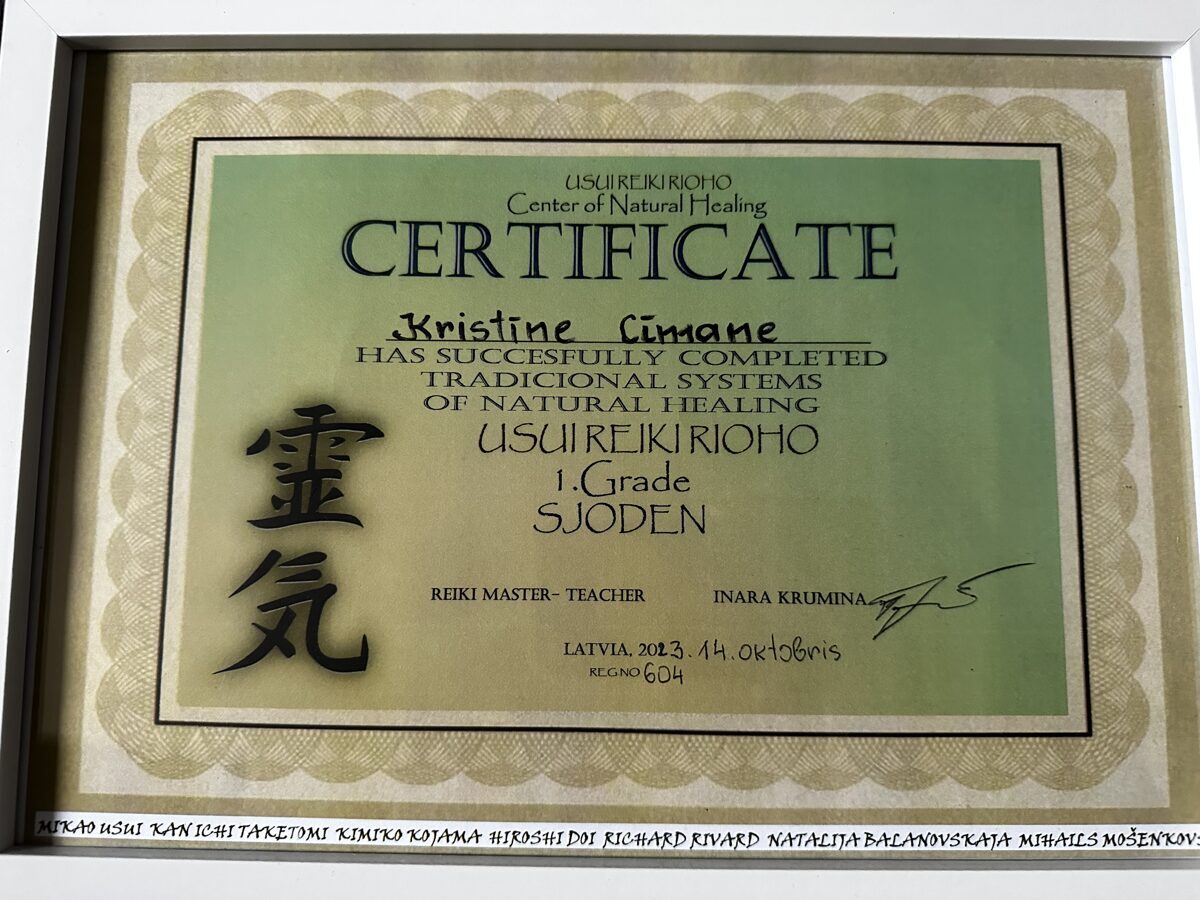 USUI REIKI RIOHO
Center of Natural Healing
CERTIFICATE
Kristīne Cimane
HAS SUCCESFULLY COMPLETED
TRADICIONAL SYSTEMS
OF NATURAL HEALING
USUI REIKI RIOHO
1.Grade
SJODEN
霊気
REIKI MASTER- TEACHER INARA KRUMINA
LATVIA, 2023.14.oktobris
REG NO 604
MIKAO USUI KAN ICHI TAKETOMI KIMIKO KOJAMA HIROSHI DOI RICHARD RIVARD NATALIJA BALANOVSKAJA MIHAILS MOŠENKOVS